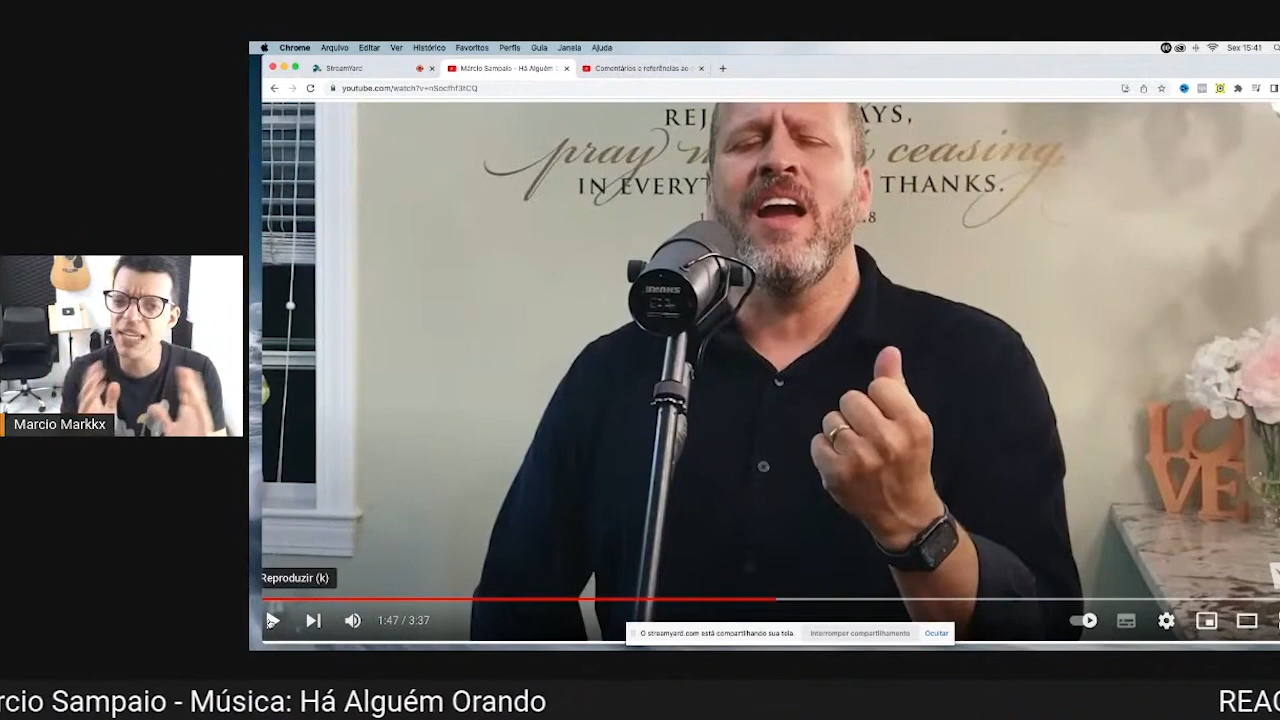 Chrome Arquivo Editar Ver Histórico Favoritos Perfis Guia Janela Ajuda
Sex 15:41
StreamYard
Márcio Sampaio - Há Alguém
Comentários e referências ao
youtube.com/watch?v=nSocfhf3tCQ
REJ AYS,
pray ceasing
IN EVERYT THANKS.
Marcio Markkx
LOVE
Reproduzir (k)
1:47 / 3:37
O streamyard.com está compartilhando sua tela.
Interromper compartilhamento
Ocultar
rcio Sampaio - Música: Há Alguém Orando
REAC